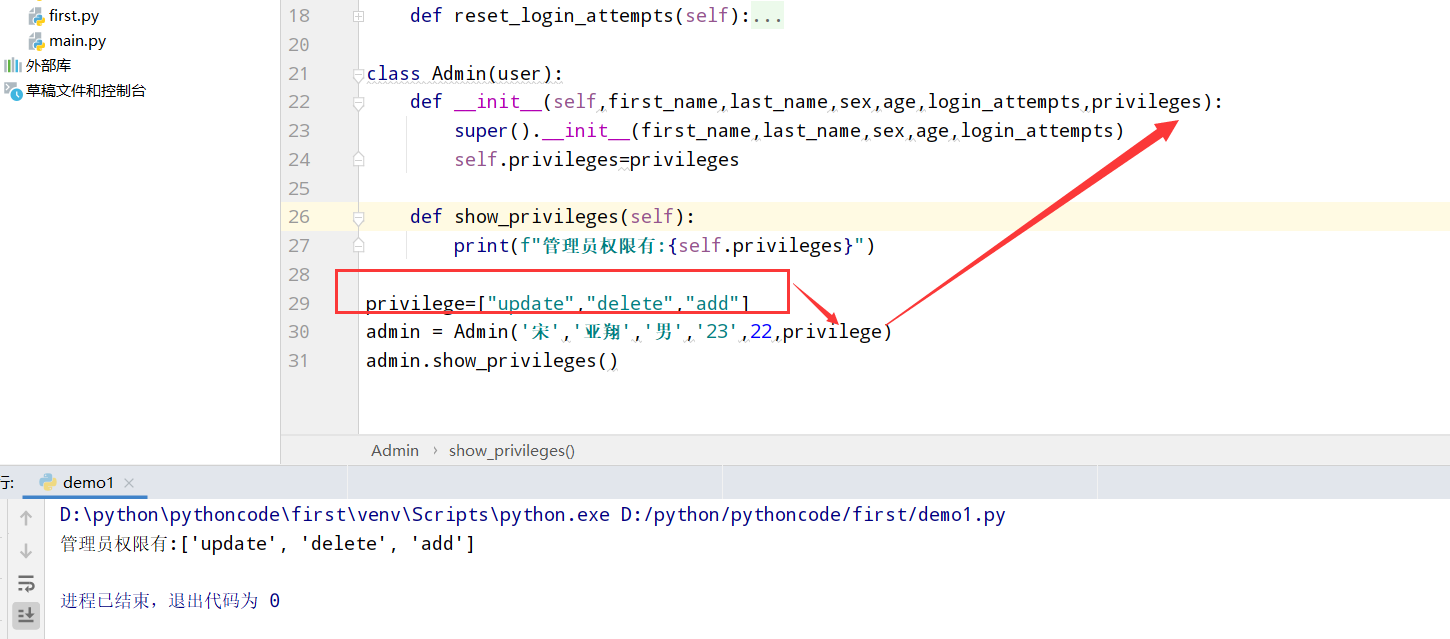 first.py
main.py
外部库
草稿文件和控制台
18 def reset_login_attempts(self):...
20
21 class Admin(user):
22 def __init__(self,first_name,last_name,sex,age,login_attempts,privileges):
23 super().__init__(first_name,last_name,sex,age,login_attempts)
24 self.privileges=privileges
25
26 def show_privileges(self):
27 print(f"管理员权限有:{self.privileges}")
28
29 privilege=["update","delete","add"]
30 admin = Admin('宋','亚翔','男','23',22,privilege)
31 admin.show_privileges()
Admin › show_privileges()
行: demo1 ×
D:\python\pythoncode\first\venv\Scripts\python.exe D:/python/pythoncode/first/demo1.py
管理员权限有:['update', 'delete', 'add']
进程已结束，退出代码为 0